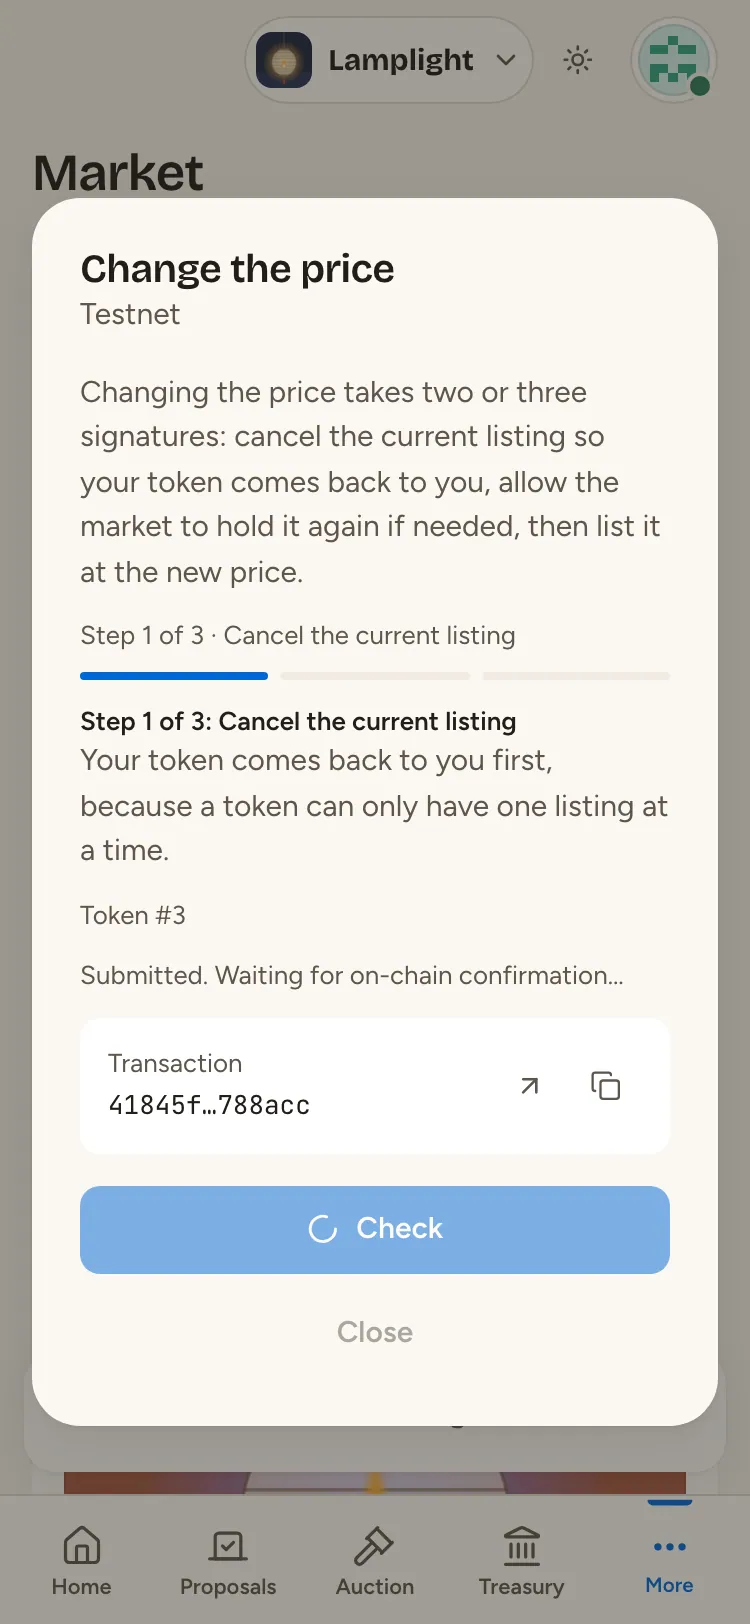 Lamplight
Market
Change the price
Testnet
Changing the price takes two or three
signatures: cancel the current listing so
your token comes back to you, allow the
market to hold it again if needed, then list it
at the new price.
Step 1 of 3 · Cancel the current listing
Step 1 of 3: Cancel the current listing
Your token comes back to you first,
because a token can only have one listing at
a time.
Token #3
Submitted. Waiting for on-chain confirmation...
Transaction
41845f…788acc
Check
Close
Home
Proposals
Auction
Treasury
More